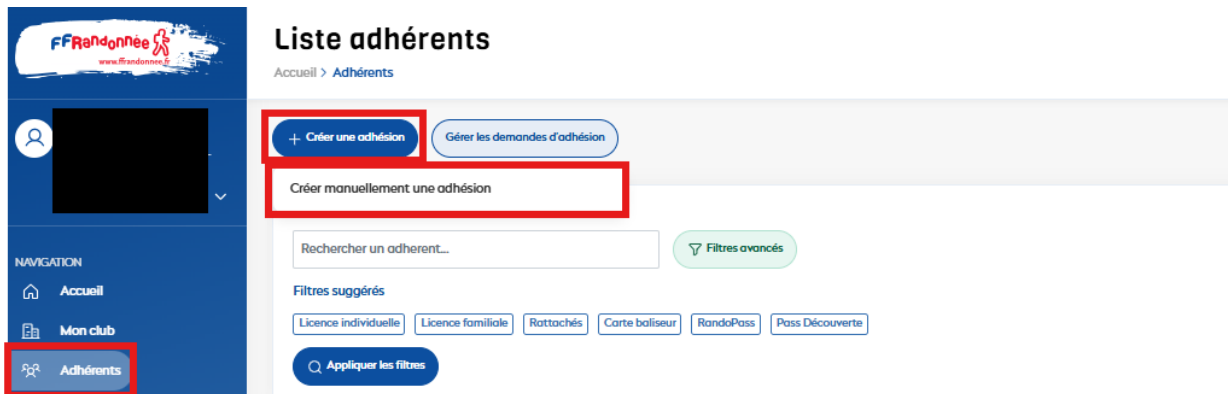 FFRandonnée
www.ffrandonnee.fr
Liste adhérents
Accueil > Adhérents
+ Créer une adhésion
Gérer les demandes d'adhésion
Créer manuellement une adhésion
Rechercher un adherent...
Filtres avancés
NAVIGATION
Filtres suggérés
Accueil
Licence individuelle
Licence familiale
Rattachés
Carte baliseur
RandoPass
Pass Découverte
Mon club
Appliquer les filtres
Adhérents